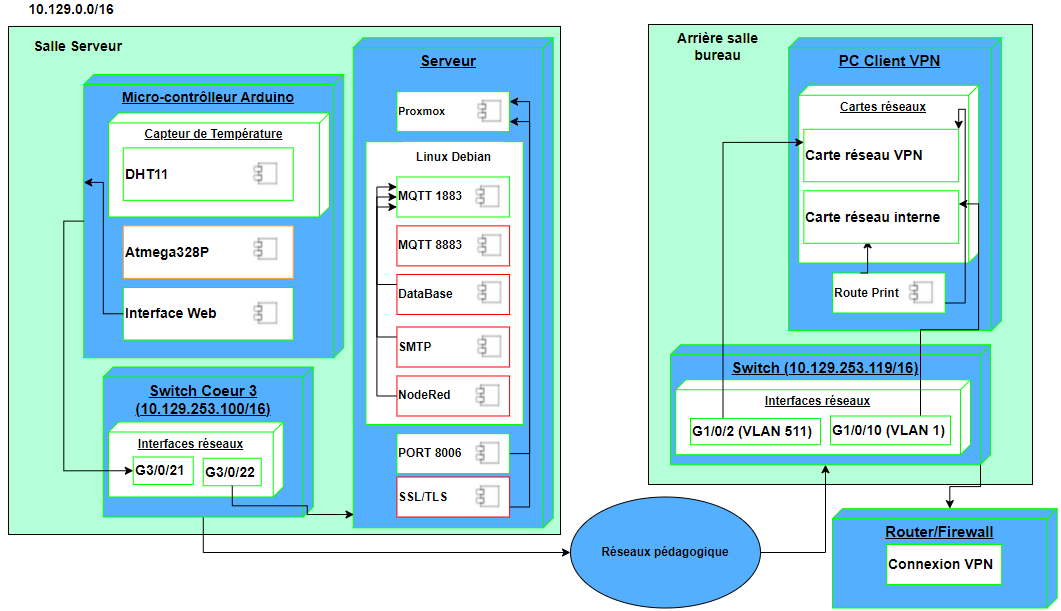 10.129.0.0/16
Salle Serveur
Micro-contrôlleur Arduino
Capteur de Température
DHT11
Atmega328P
Interface Web
Switch Coeur 3
(10.129.253.100/16)
Interfaces réseaux
G3/0/21
G3/0/22
Serveur
Proxmox
Linux Debian
MQTT 1883
MQTT 8883
DataBase
SMTP
NodeRed
PORT 8006
SSL/TLS
Réseaux pédagogique
Arrière salle
bureau
PC Client VPN
Cartes réseaux
Carte réseau VPN
Carte réseau interne
Route Print
Switch (10.129.253.119/16)
Interfaces réseaux
G1/0/2 (VLAN 511)
G1/0/10 (VLAN 1)
Router/Firewall
Connexion VPN